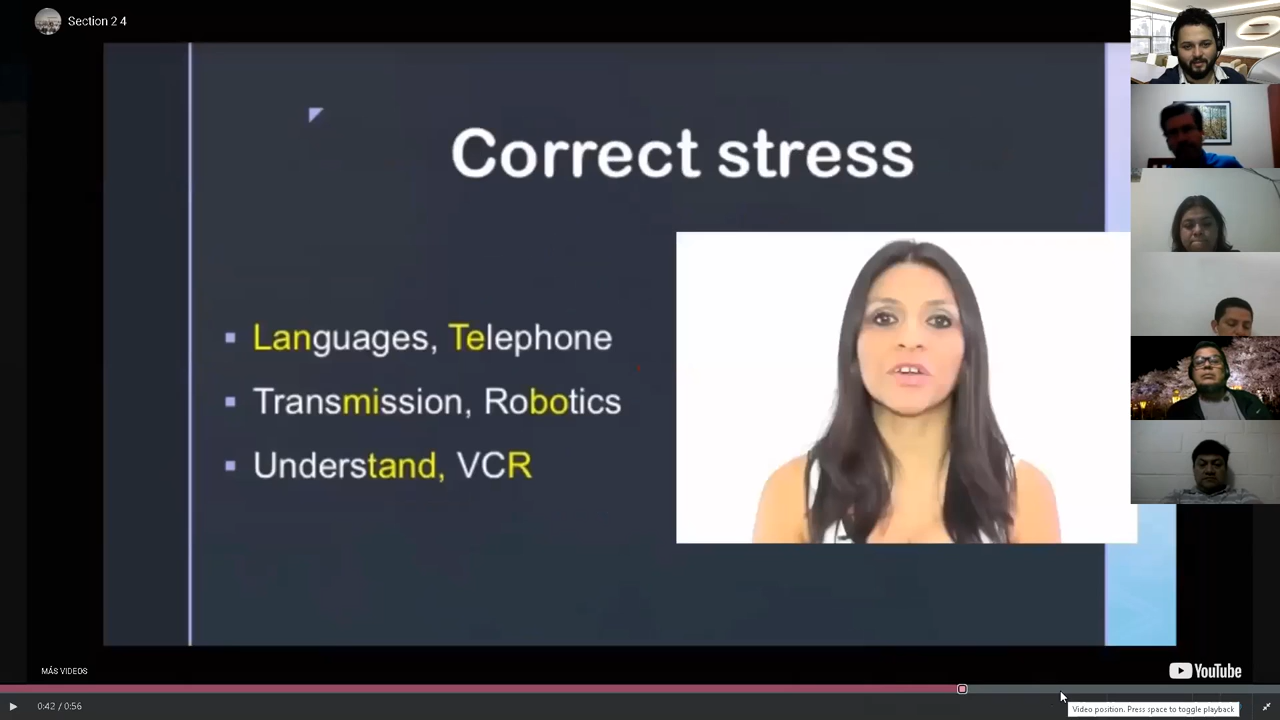 Section 2 4
Correct stress
Languages, Telephone
Transmission, Robotics
Understand, VCR
MÁS VIDEOS
YouTube
0:42 / 0:56
Video position. Press space to toggle playback